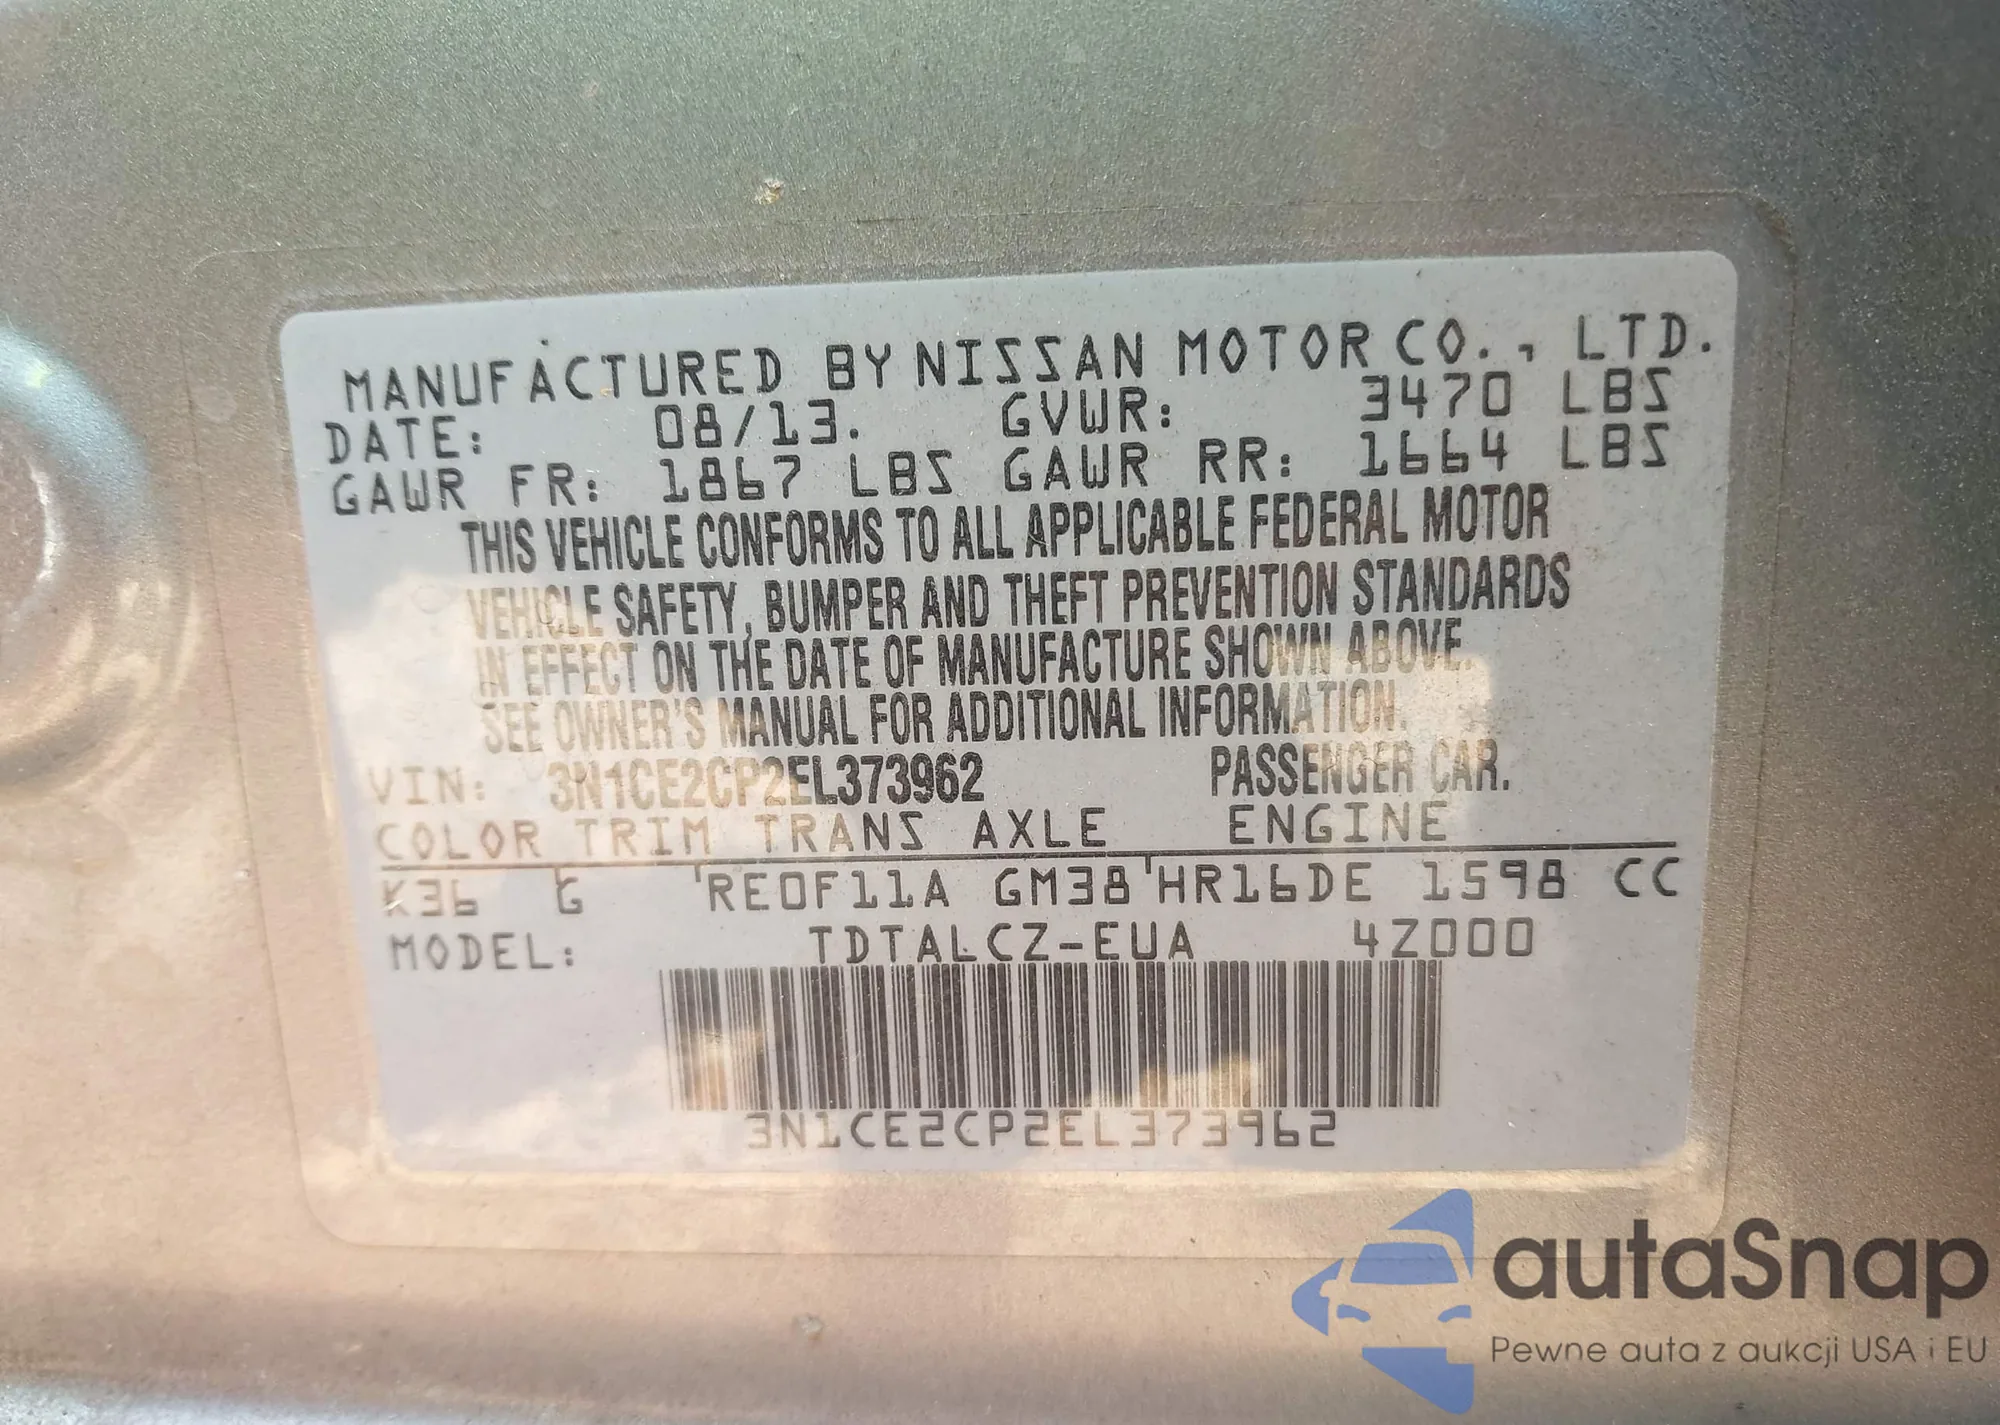 MANUFACTURED BY NISSAN MOTOR CO., LTD.
DATE: 08/13. GVWR: 3470 LBS
GAWR FR: 1867 LBS GAWR RR: 1664 LBS
THIS VEHICLE CONFORMS TO ALL APPLICABLE FEDERAL MOTOR
VEHICLE SAFETY, BUMPER AND THEFT PREVENTION STANDARDS
IN EFFECT ON THE DATE OF MANUFACTURE SHOWN ABOVE.
SEE OWNER'S MANUAL FOR ADDITIONAL INFORMATION.
VIN: 3N1CE2CP2EL373962 PASSENGER CAR.
COLOR TRIM TRANS AXLE ENGINE
K36 G RE0F11A GM38 HR16DE 1598 CC
MODEL: TDTALCZ-EUA 4Z000
3N1CE2CP2EL373962
autaSnap
Pewne auta z aukcji USA i EU